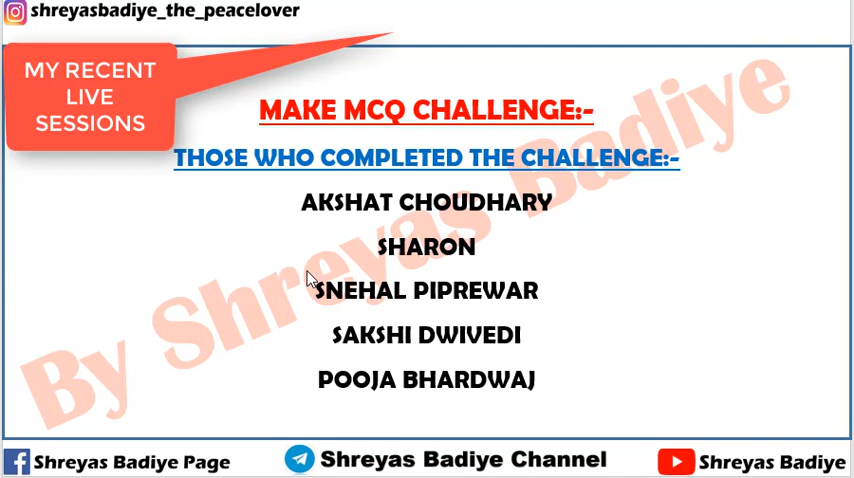 shreyasbadiye_the_peacelover
MY RECENT
LIVE
SESSIONS
MAKE MCQ CHALLENGE:-
THOSE WHO COMPLETED THE CHALLENGE:-
AKSHAT CHOUDHARY
SHARON
SNEHAL PIPREWAR
SAKSHI DWIVEDI
POOJA BHARDWAJ
By Shreyas Badiye
Shreyas Badiye Page
Shreyas Badiye Channel
Shreyas Badiye